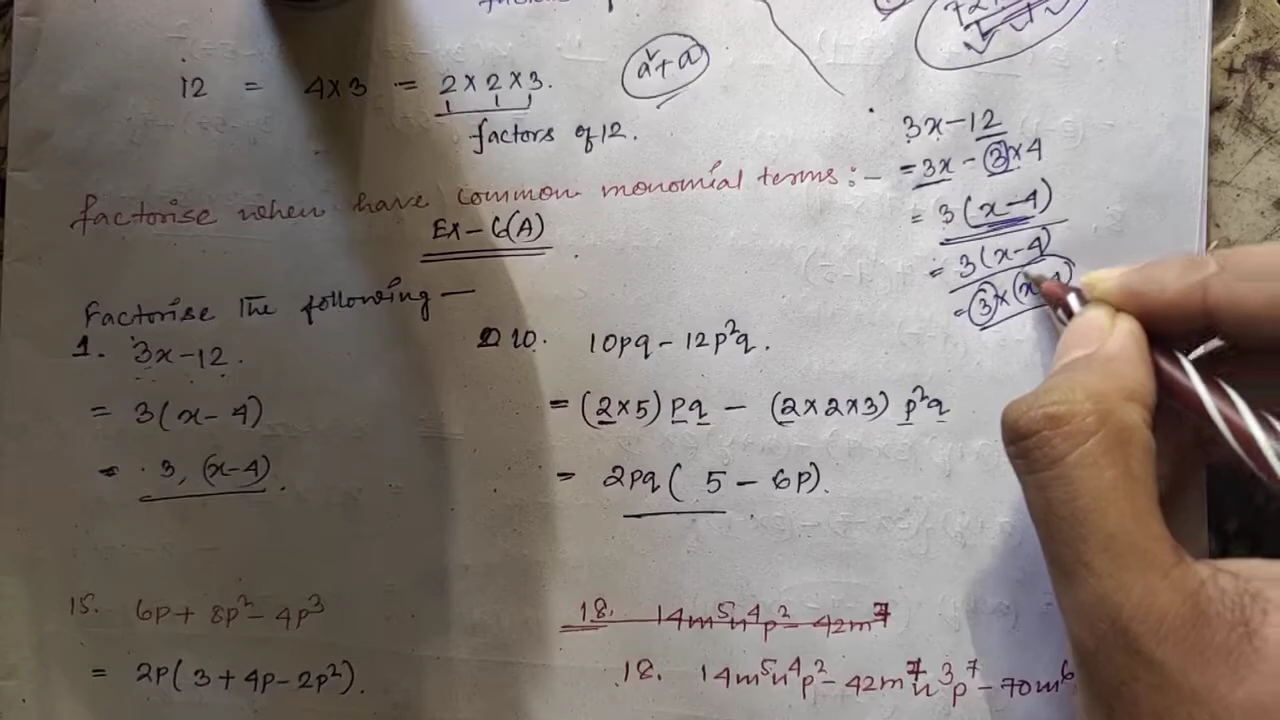 12 = 4×3 = 2×2×3.
a²+a
factors of 12.
3x-12
= 3x - 3×4
= 3(x-4)
= 3(x-4)
= 3×(x-4)
factorise when have common monomial terms:-
Ex-6(A)
Factorise The following —
1. 3x-12.
= 3(x-4)
= 3, (x-4).
10. 10pq - 12p²q.
= (2×5) pq - (2×2×3) p²q
= 2pq( 5 - 6p).
15. 6p + 8p² - 4p³
= 2p( 3 + 4p - 2p²).
18. 14m⁵n⁴p² - 42m⁷
18. 14m⁵n⁴p² - 42m⁷n³p⁷ - 70m⁶